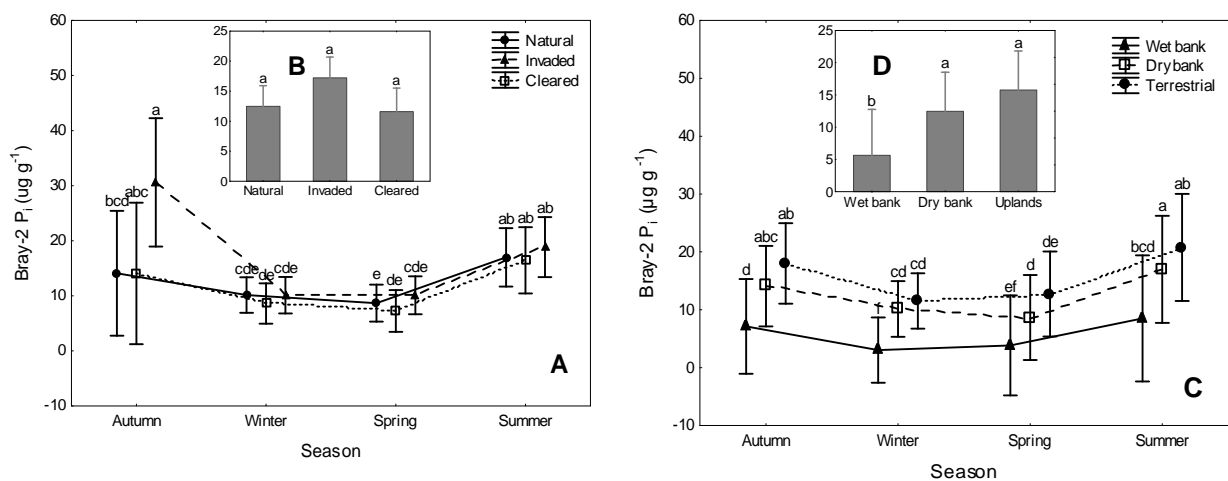 60
50
40
30
20
10
0
-10
Bray-2 Pi (ug g-1)
Autumn
Winter
Spring
Summer
Season
A
Natural
Invaded
Cleared
bcd
abc
a
cde
de
cde
e
de
cde
ab
ab
ab
25
20
15
10
5
0
B
a
a
a
Natural
Invaded
Cleared
60
50
40
30
20
10
0
-10
Bray-2 Pi (µg g-1)
Autumn
Winter
Spring
Summer
Season
C
Wet bank
Dry bank
Terrestrial
d
abc
ab
f
cd
cd
ef
d
de
bcd
a
ab
25
20
15
10
5
0
D
b
a
a
Wet bank
Dry bank
Uplands